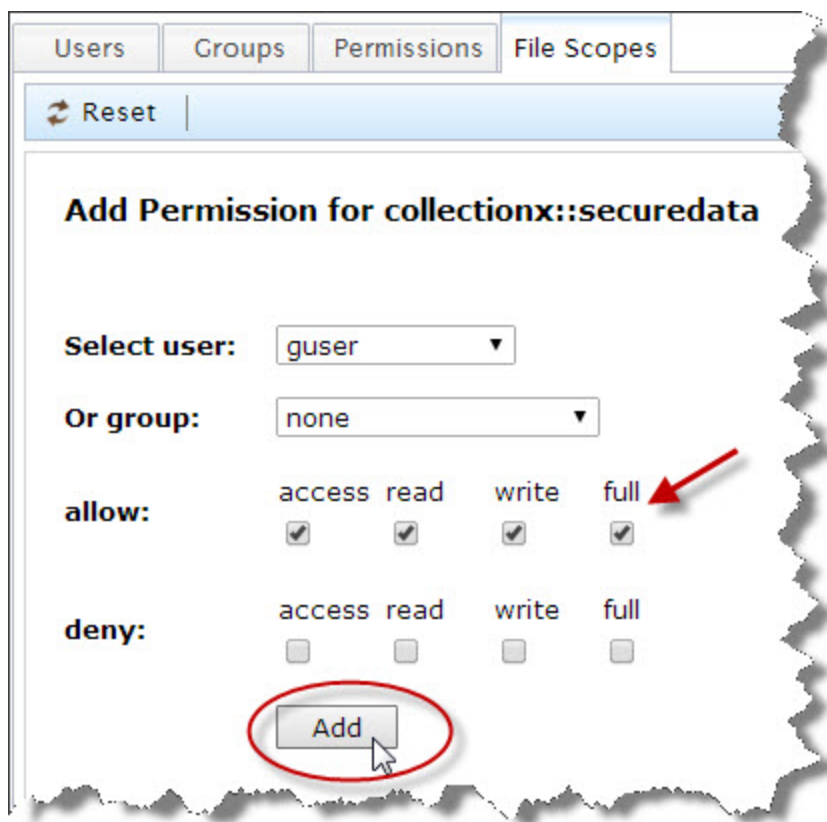 Users Groups Permissions File Scopes
Reset
Add Permission for collectionx::securedata
Select user: guser
Or group: none
access read write full
allow:
access read write full
deny:
Add